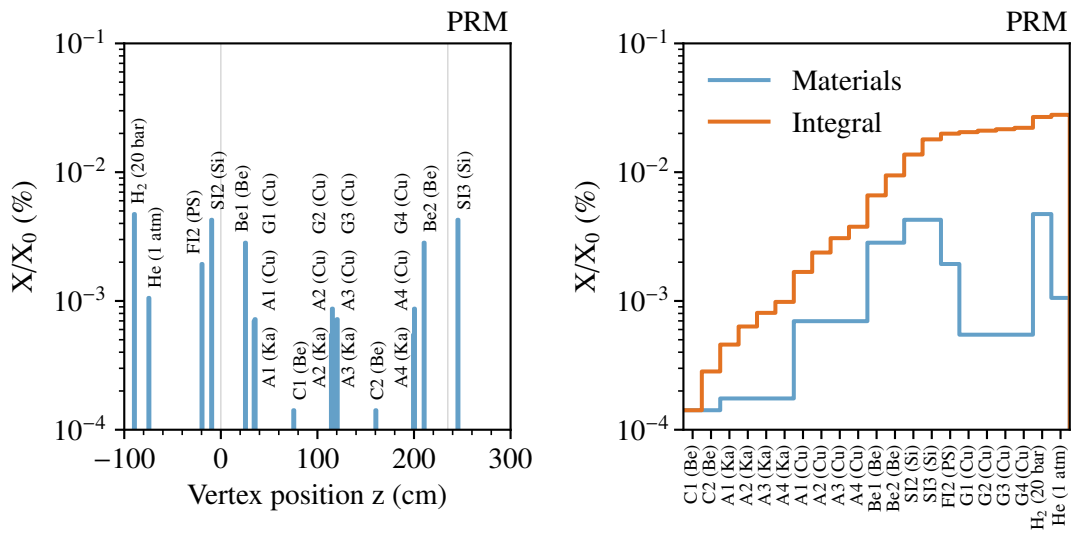 PRM
10⁻¹
10⁻²
10⁻³
10⁻⁴
X/X₀ (%)
H₂ (20 bar)
He (1 atm)
FI2 (PS)
SI2 (Si)
Be1 (Be)
A1 (Ka)
A1 (Cu)
G1 (Cu)
C1 (Be)
A2 (Ka)
A2 (Cu)
G2 (Cu)
A3 (Ka)
A3 (Cu)
G3 (Cu)
C2 (Be)
A4 (Ka)
A4 (Cu)
G4 (Cu)
Be2 (Be)
SI3 (Si)
−100
0
100
200
300
Vertex position z (cm)
PRM
10⁻¹
10⁻²
10⁻³
10⁻⁴
X/X₀ (%)
Materials
Integral
C1 (Be)
C2 (Be)
A1 (Ka)
A2 (Ka)
A3 (Ka)
A4 (Ka)
A1 (Cu)
A2 (Cu)
A3 (Cu)
A4 (Cu)
Be1 (Be)
Be2 (Be)
SI2 (Si)
SI3 (Si)
FI2 (PS)
G1 (Cu)
G2 (Cu)
G3 (Cu)
G4 (Cu)
H₂ (20 bar)
He (1 atm)